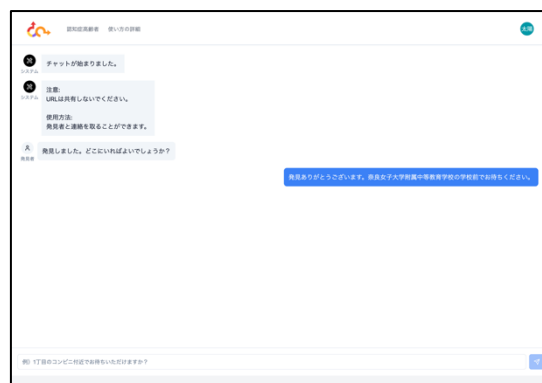 認知症高齢者 使い方の詳細
太陽
チャットが始まりました。
システム
注意:
URLは共有しないでください。
システム
使用方法:
発見者と連絡を取ることができます。
発見しました。どこにいればよいでしょうか？
発見者
発見ありがとうございます。奈良女子大学附属中等教育学校の学校前でお待ちください。
例）1丁目のコンビニ付近でお待ちいただけますか？